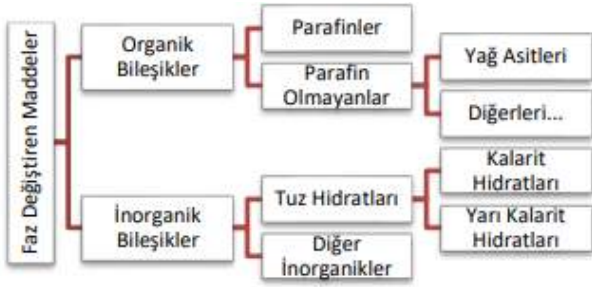 Faz Değiştiren Maddeler
Organik
Bileşikler
Parafinler
Parafin
Olmayanlar
Yağ Asitleri
Diğerleri...
İnorganik
Bileşikler
Tuz Hidratları
Kalarit
Hidratları
Yarı Kalarit
Hidratları
Diğer
İnorganikler